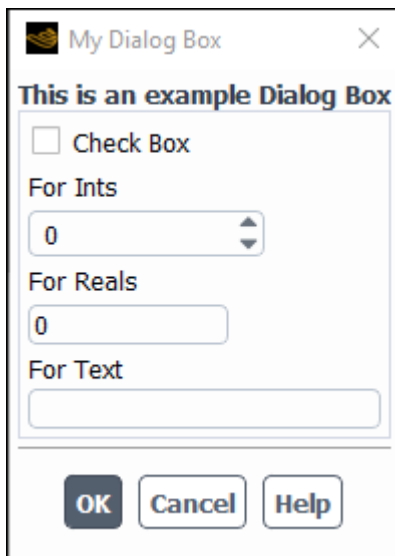 My Dialog Box
This is an example Dialog Box
Check Box
For Ints
0
For Reals
0
For Text
OK Cancel Help